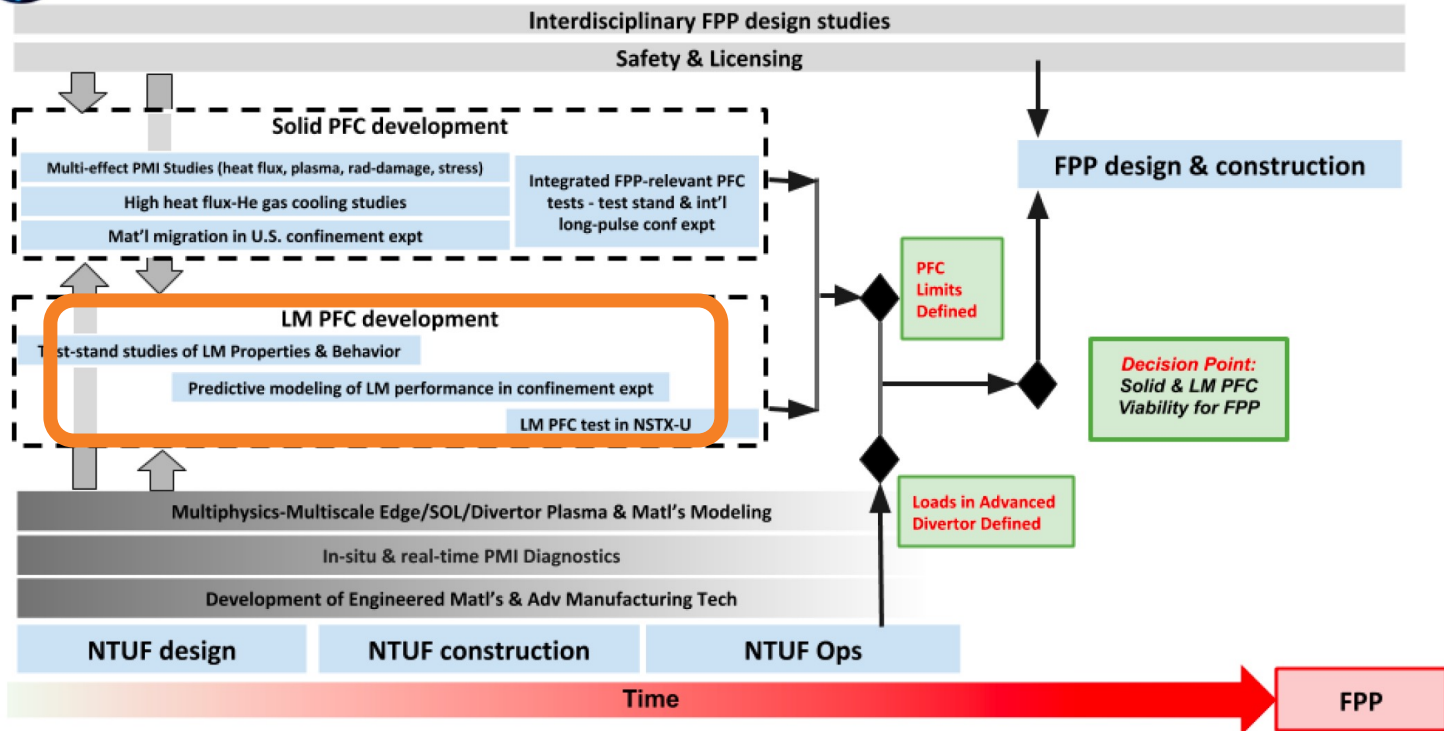 Interdisciplinary FPP design studies
Safety & Licensing
Solid PFC development
Multi-effect PMI Studies (heat flux, plasma, rad-damage, stress)
High heat flux-He gas cooling studies
Mat'l migration in U.S. confinement expt
Integrated FPP-relevant PFC
tests - test stand & int'l
long-pulse conf expt
FPP design & construction
LM PFC development
Test-stand studies of LM Properties & Behavior
Predictive modeling of LM performance in confinement expt
LM PFC test in NSTX-U
PFC
Limits
Defined
Decision Point:
Solid & LM PFC
Viability for FPP
Loads in Advanced
Divertor Defined
Multiphysics-Multiscale Edge/SOL/Divertor Plasma & Matl's Modeling
In-situ & real-time PMI Diagnostics
Development of Engineered Matl's & Adv Manufacturing Tech
NTUF design
NTUF construction
NTUF Ops
Time
FPP